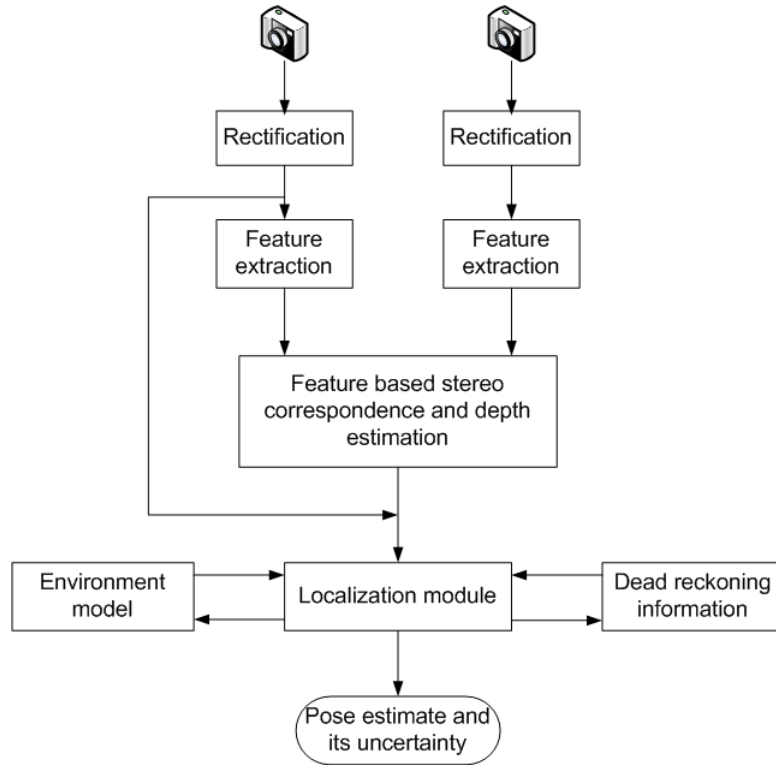 Rectification
Rectification
Feature
extraction
Feature
extraction
Feature based stereo
correspondence and depth
estimation
Environment
model
Localization module
Dead reckoning
information
Pose estimate and
its uncertainty